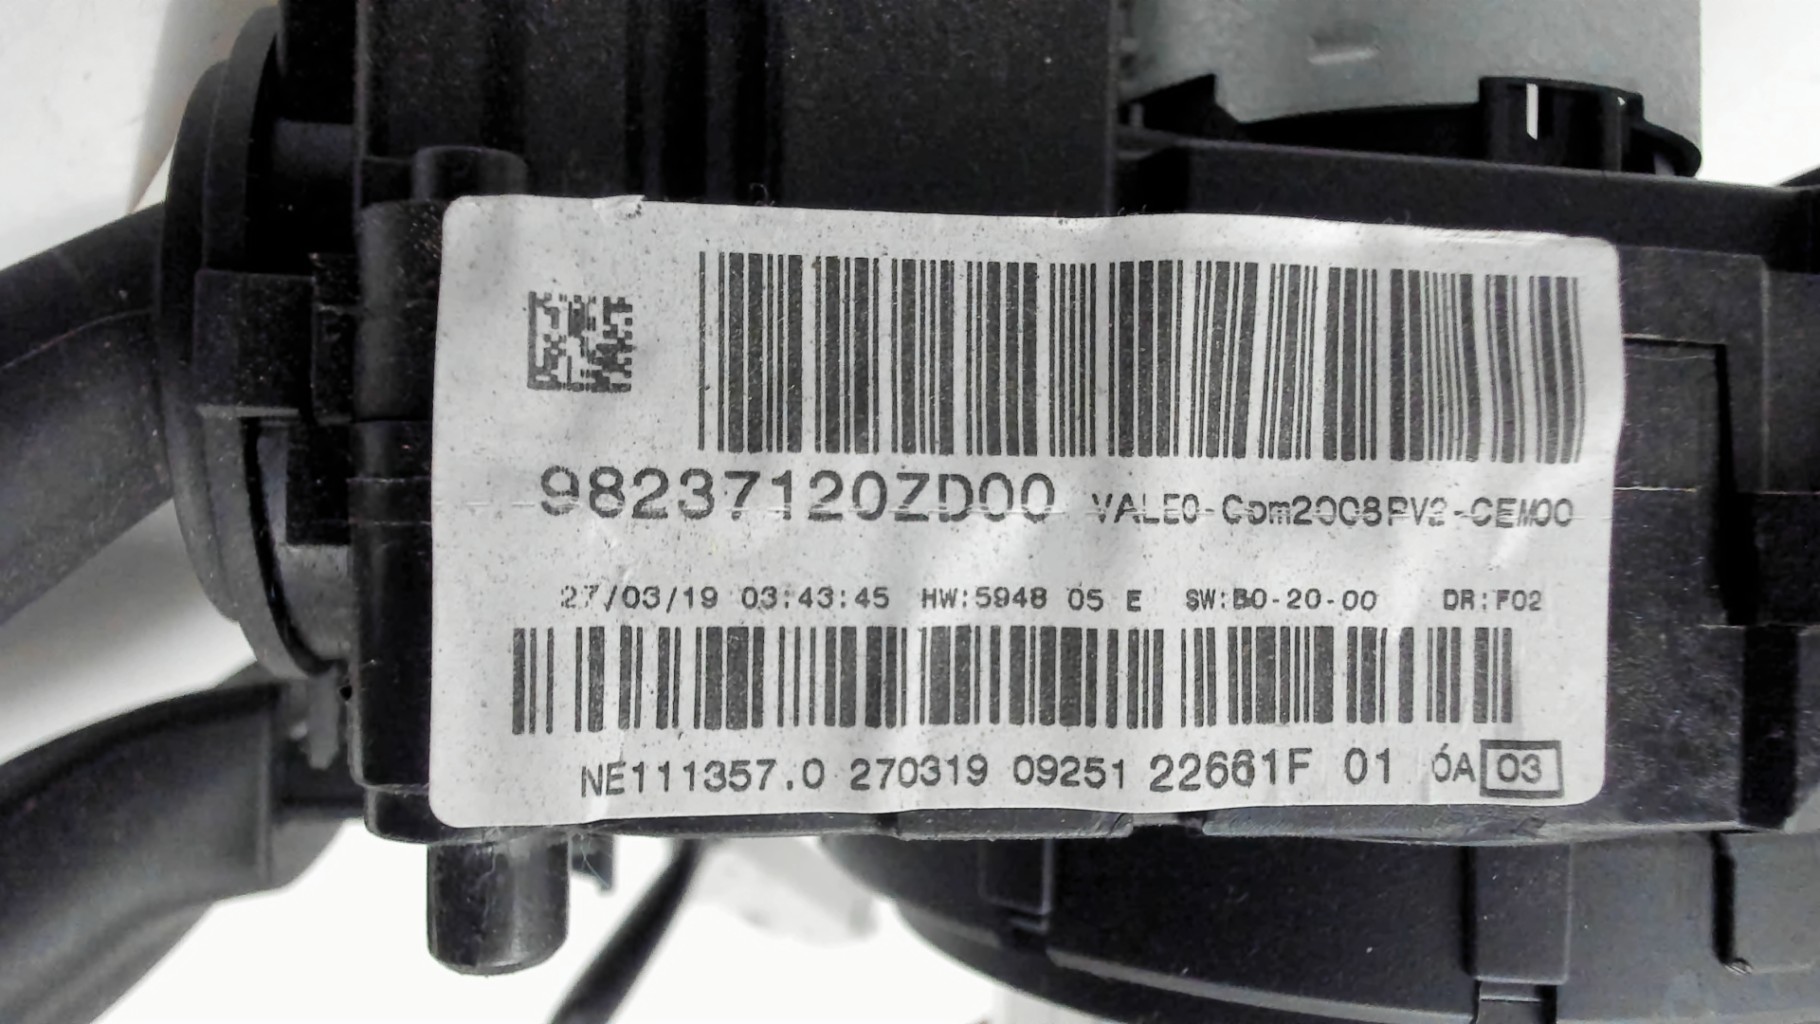 98237120ZD00 VALEO-Com2008PV2-CEM00
27/03/19 03:43:45 HW:5948 05 E SW:B0-20-00 DR:F02
NE111357.0 270319 09251 22661F 01 6A 03